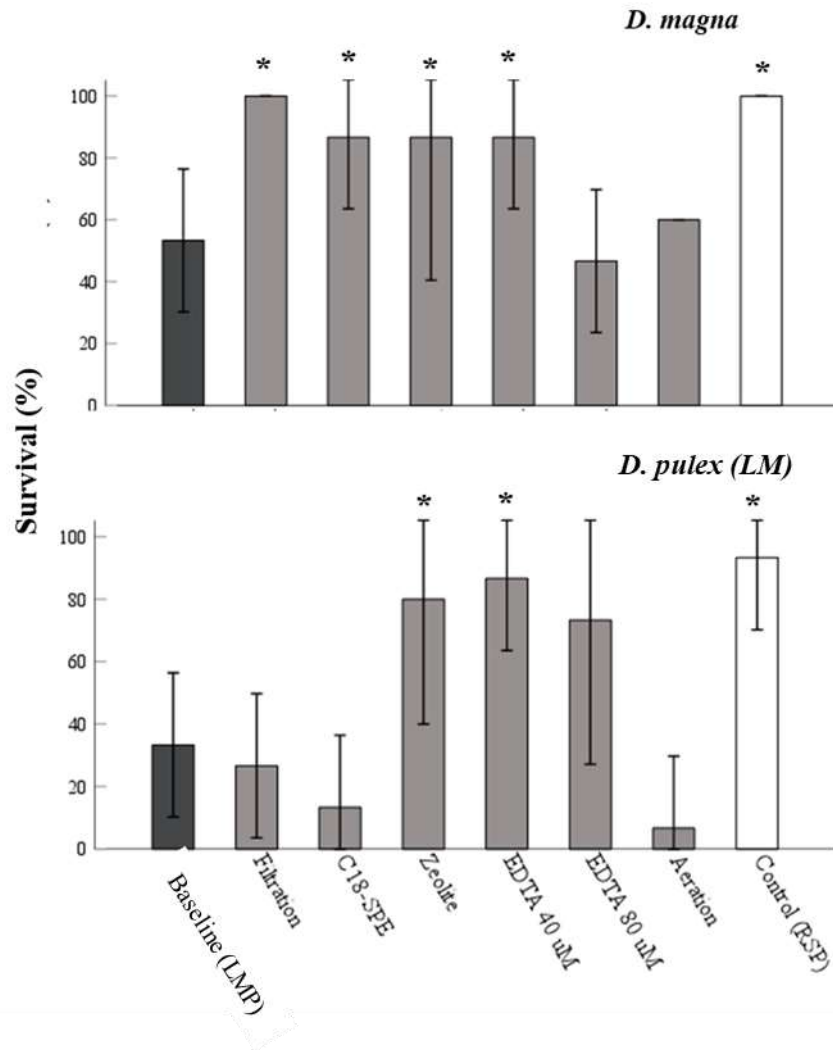 D. magna
* * * * *
100
80
60
40
20
0
Survival (%)
D. pulex (LM)
* * *
100
80
60
40
20
0
Baseline (LMP)
Filtration
C18-SPE
Zeolite
EDTA 40 uM
EDTA 80 uM
Aeration
Control (RSP)